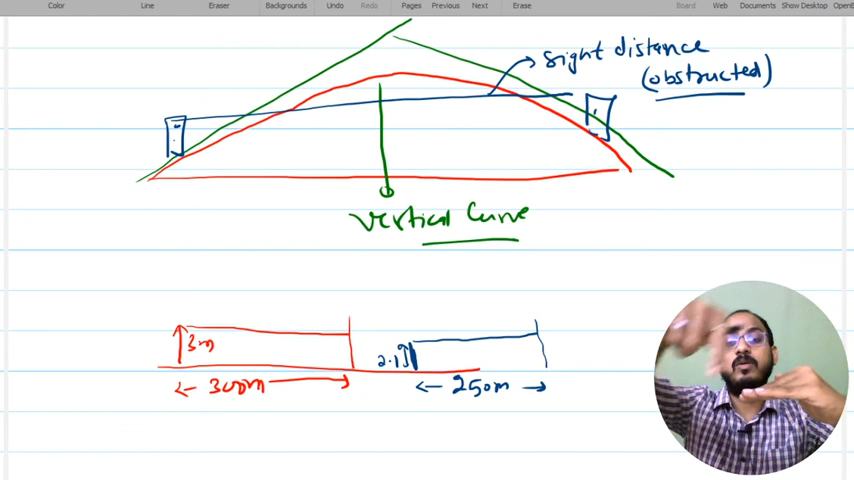 Color Line Eraser Backgrounds Undo Redo Pages Previous Next Erase Board Web Documents Show Desktop
sight distance
(obstructed)
Vertical Curve
3m
2.1
300m
250m